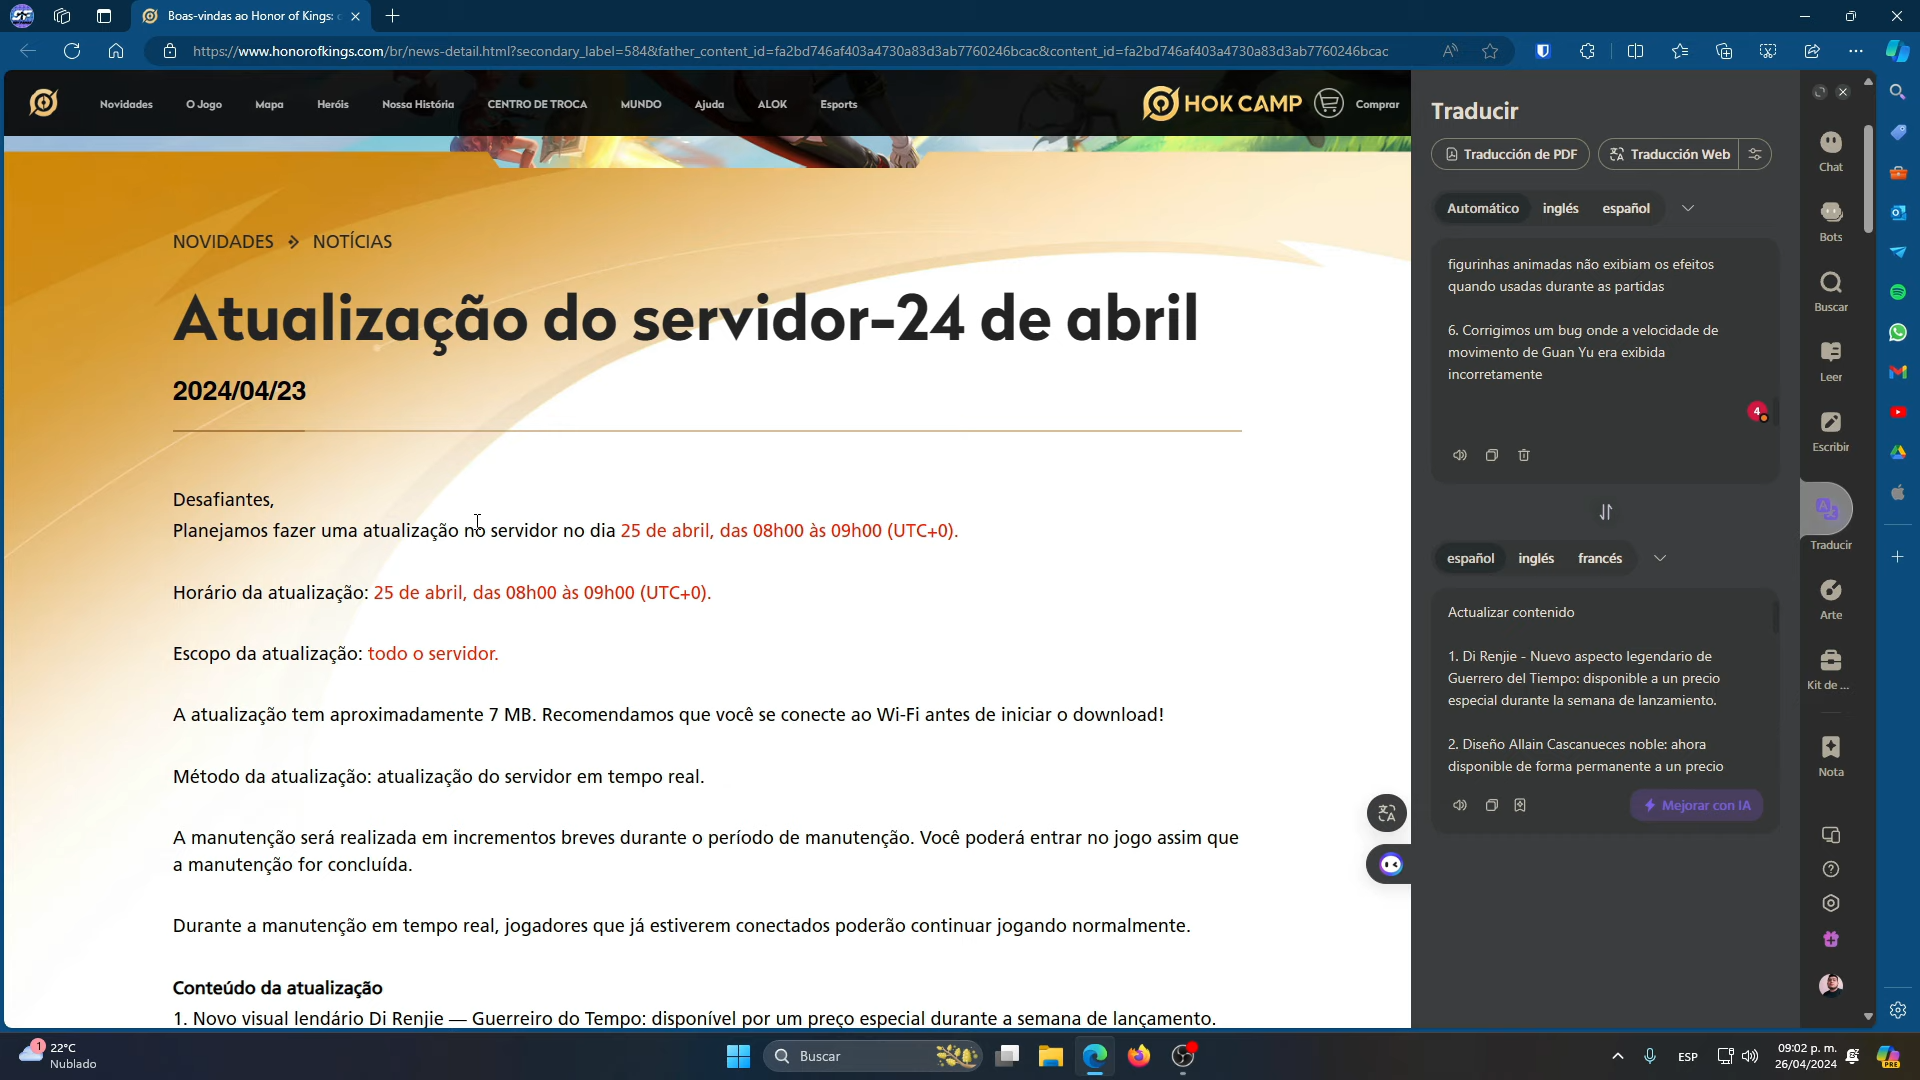 Boas-vindas ao Honor of Kings:
https://www.honorofkings.com/br/news-detail.html?secondary_label=584&father_content_id=fa2bd746af403a4730a83d3ab7760246bcac&content_id=fa2bd746af403a4730a83d3ab7760246bcac
Novidades
O Jogo
Mapa
Heróis
Nossa História
CENTRO DE TROCA
MUNDO
Ajuda
ALOK
Esports
HOK CAMP
Comprar
NOVIDADES
NOTÍCIAS
Atualização do servidor-24 de abril
2024/04/23
Desafiantes,
Planejamos fazer uma atualização no servidor no dia 25 de abril, das 08h00 às 09h00 (UTC+0).
Horário da atualização: 25 de abril, das 08h00 às 09h00 (UTC+0).
Escopo da atualização: todo o servidor.
A atualização tem aproximadamente 7 MB. Recomendamos que você se conecte ao Wi-Fi antes de iniciar o download!
Método da atualização: atualização do servidor em tempo real.
A manutenção será realizada em incrementos breves durante o período de manutenção. Você poderá entrar no jogo assim que
a manutenção for concluída.
Durante a manutenção em tempo real, jogadores que já estiverem conectados poderão continuar jogando normalmente.
Conteúdo da atualização
1. Novo visual lendário Di Renjie — Guerreiro do Tempo: disponível por um preço especial durante a semana de lançamento.
Traducir
Traducción de PDF
Traducción Web
Automático
inglés
español
figurinhas animadas não exibiam os efeitos
quando usadas durante as partidas
6. Corrigimos um bug onde a velocidade de
movimento de Guan Yu era exibida
incorretamente
4
español
inglés
francés
Actualizar contenido
1. Di Renjie - Nuevo aspecto legendario de
Guerrero del Tiempo: disponible a un precio
especial durante la semana de lanzamiento.
2. Diseño Allain Cascanueces noble: ahora
disponible de forma permanente a un precio
Mejorar con IA
Chat
Bots
Buscar
Leer
Escribir
Traducir
Arte
Kit de ...
Nota
1
22°C
Nublado
Buscar
ESP
09:02 p. m.
26/04/2024
PRE